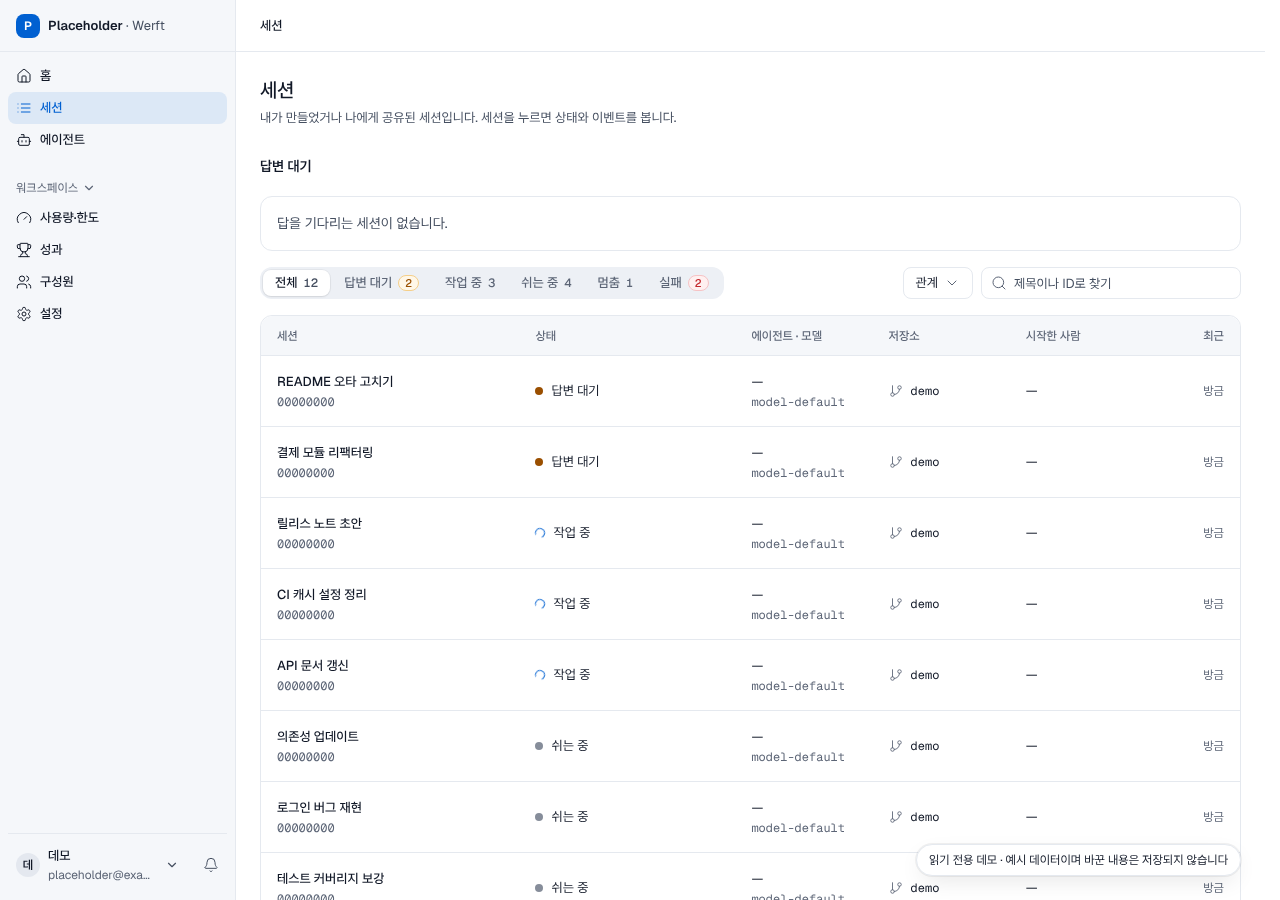 P Placeholder · Werft
홈
세션
에이전트
워크스페이스
사용량·한도
성과
구성원
설정
데 데모
placeholder@exa…
세션
세션
내가 만들었거나 나에게 공유된 세션입니다. 세션을 누르면 상태와 이벤트를 봅니다.
답변 대기
답을 기다리는 세션이 없습니다.
전체 12 답변 대기 2 작업 중 3 쉬는 중 4 멈춤 1 실패 2 관계 제목이나 ID로 찾기
세션 상태 에이전트 · 모델 저장소 시작한 사람 최근
README 오타 고치기 답변 대기 — demo — 방금
00000000 model-default
결제 모듈 리팩터링 답변 대기 — demo — 방금
00000000 model-default
릴리스 노트 초안 작업 중 — demo — 방금
00000000 model-default
CI 캐시 설정 정리 작업 중 — demo — 방금
00000000 model-default
API 문서 갱신 작업 중 — demo — 방금
00000000 model-default
의존성 업데이트 쉬는 중 — demo — 방금
00000000 model-default
로그인 버그 재현 쉬는 중 — demo — 방금
00000000 model-default
읽기 전용 데모 · 예시 데이터이며 바꾼 내용은 저장되지 않습니다
테스트 커버리지 보강 쉬는 중 — demo — 방금
00000000 model-default